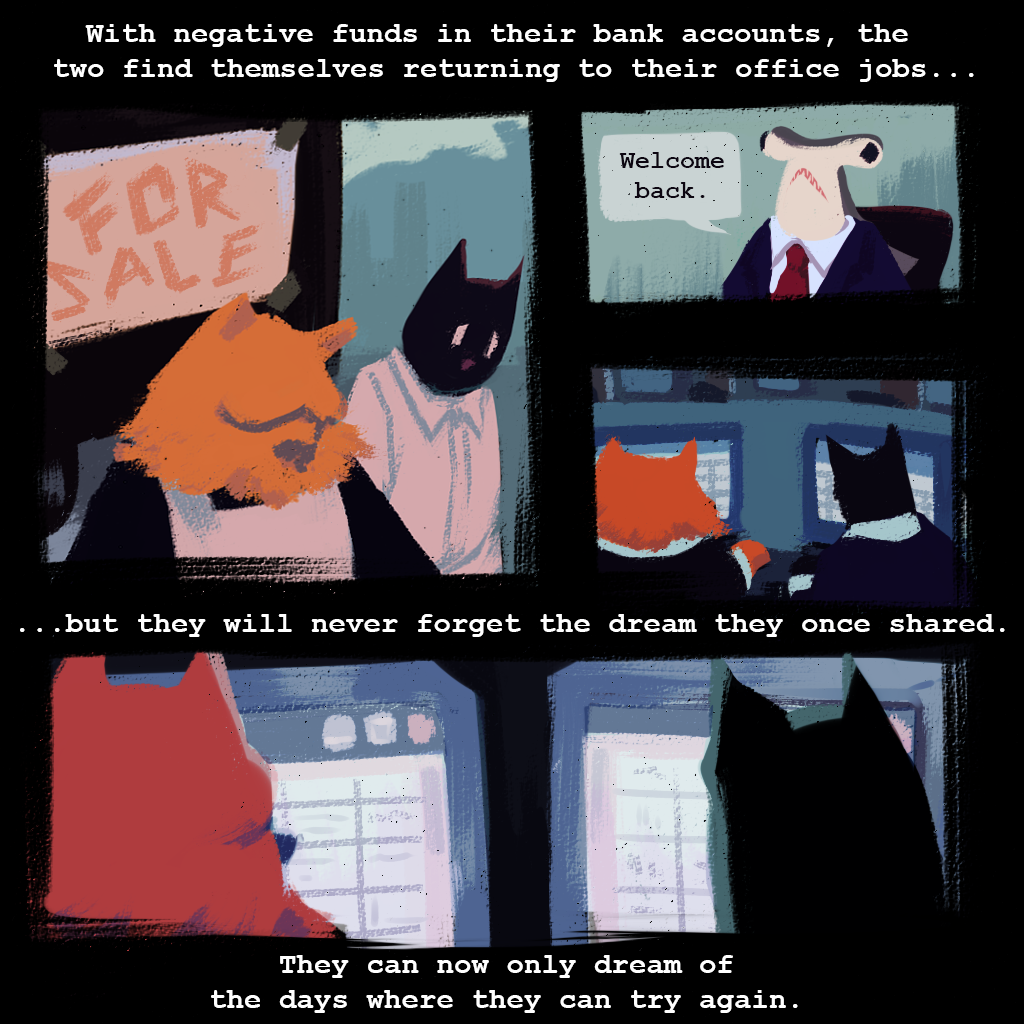 With negative funds in their bank accounts, the
two find themselves returning to their office jobs...
FOR
SALE
Welcome
back.
...but they will never forget the dream they once shared.
They can now only dream of
the days where they can try again.